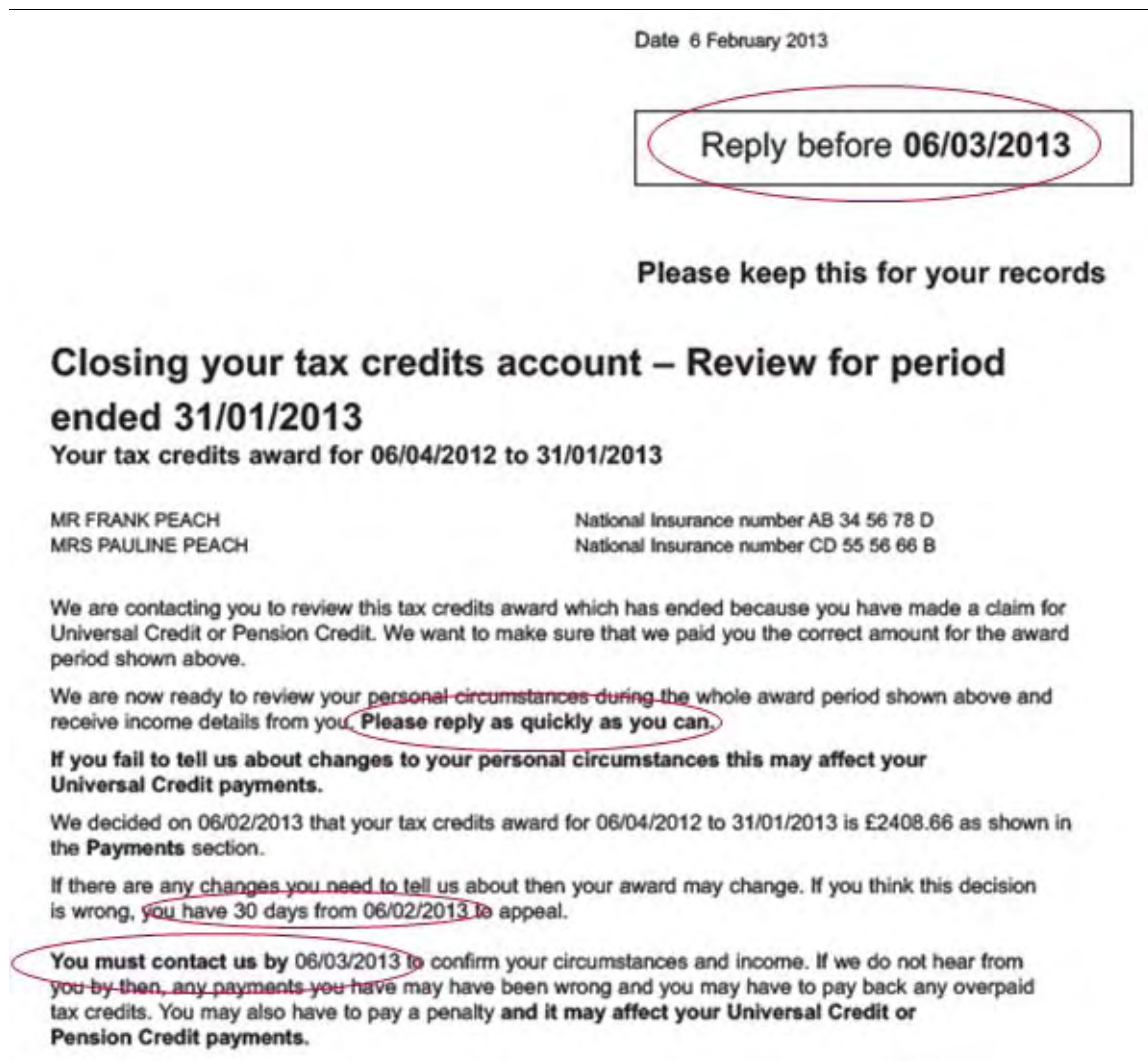 Date 6 February 2013
Reply before 06/03/2013
Please keep this for your records
Closing your tax credits account – Review for period
ended 31/01/2013
Your tax credits award for 06/04/2012 to 31/01/2013
MR FRANK PEACH National Insurance number AB 34 56 78 D
MRS PAULINE PEACH National Insurance number CD 55 56 66 B
We are contacting you to review this tax credits award which has ended because you have made a claim for
Universal Credit or Pension Credit. We want to make sure that we paid you the correct amount for the award
period shown above.
We are now ready to review your personal circumstances during the whole award period shown above and
receive income details from you. Please reply as quickly as you can.
If you fail to tell us about changes to your personal circumstances this may affect your
Universal Credit payments.
We decided on 06/02/2013 that your tax credits award for 06/04/2012 to 31/01/2013 is £2408.66 as shown in
the Payments section.
If there are any changes you need to tell us about then your award may change. If you think this decision
is wrong, you have 30 days from 06/02/2013 to appeal.
You must contact us by 06/03/2013 to confirm your circumstances and income. If we do not hear from
you by then, any payments you have may have been wrong and you may have to pay back any overpaid
tax credits. You may also have to pay a penalty and it may affect your Universal Credit or
Pension Credit payments.